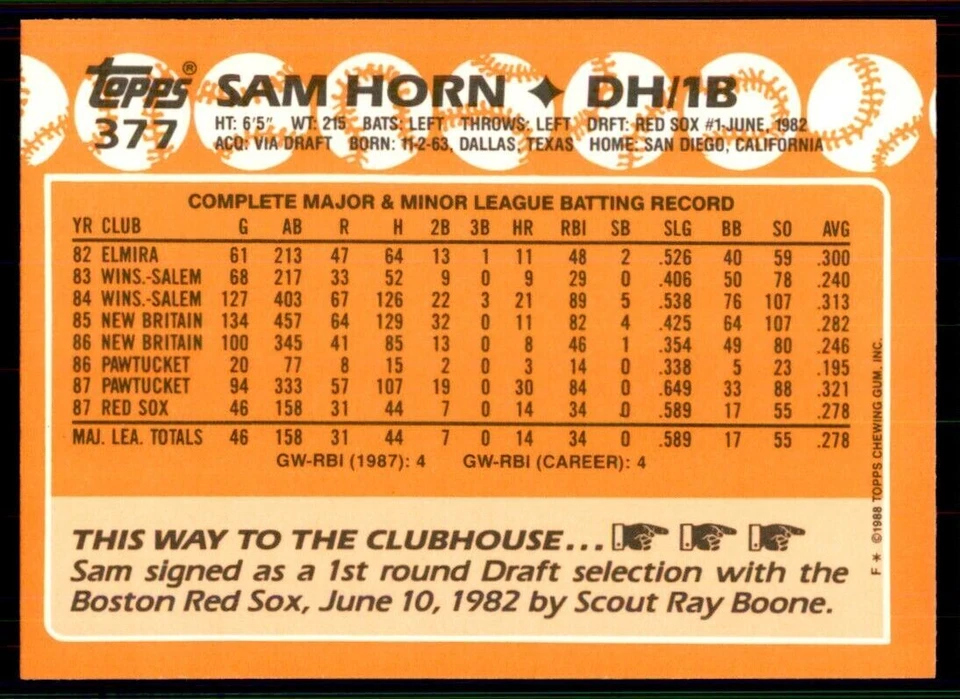 topps® SAM HORN ✦ DH/1B
377 HT: 6'5" WT: 215 BATS: LEFT THROWS: LEFT DRFT: RED SOX #1-JUNE, 1982
ACQ: VIA DRAFT BORN: 11-2-63, DALLAS, TEXAS HOME: SAN DIEGO, CALIFORNIA
COMPLETE MAJOR & MINOR LEAGUE BATTING RECORD
YR CLUB G AB R H 2B 3B HR RBI SB SLG BB SO AVG
82 ELMIRA 61 213 47 64 13 1 11 48 2 .526 40 59 .300
83 WINS.-SALEM 68 217 33 52 9 0 9 29 0 .406 50 78 .240
84 WINS.-SALEM 127 403 67 126 22 3 21 89 5 .538 76 107 .313
85 NEW BRITAIN 134 457 64 129 32 0 11 82 4 .425 64 107 .282
86 NEW BRITAIN 100 345 41 85 13 0 8 46 1 .354 49 80 .246
86 PAWTUCKET 20 77 8 15 2 0 3 14 0 .338 5 23 .195
87 PAWTUCKET 94 333 57 107 19 0 30 84 0 .649 33 88 .321
87 RED SOX 46 158 31 44 7 0 14 34 0 .589 17 55 .278
MAJ. LEA. TOTALS 46 158 31 44 7 0 14 34 0 .589 17 55 .278
GW-RBI (1987): 4 GW-RBI (CAREER): 4
THIS WAY TO THE CLUBHOUSE...
Sam signed as a 1st round Draft selection with the
Boston Red Sox, June 10, 1982 by Scout Ray Boone.
F * ©1988 TOPPS CHEWING GUM, INC.